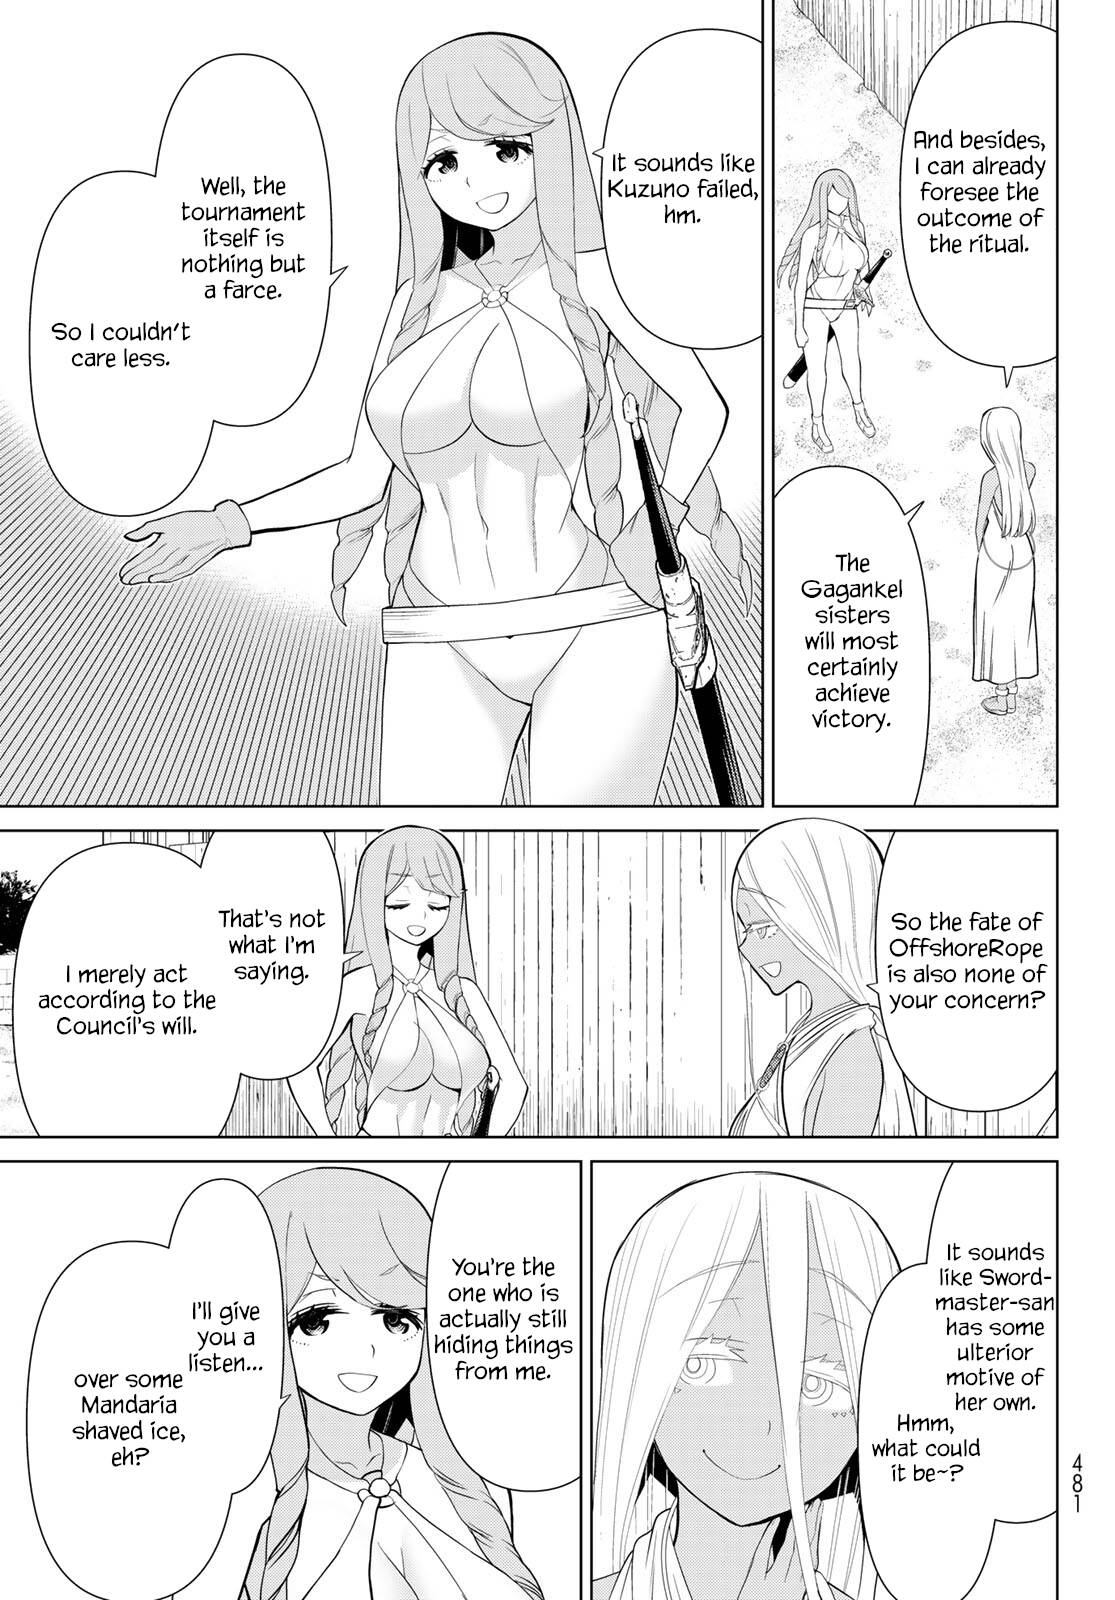 And besides,
I can already
foresee the
outcome of
the ritual.
The
Gagankel
sisters
will most
certainly
achieve
victory.
It sounds like
Kuzuno failed,
hm.
Well, the
tournament
itself is
nothing but
a farce.
So I couldn't
care less.
So the fate of
OffshoreRope
is also none of
your concern?
That's not
what I'm
saying.
I merely act
according to the
Council's will.
It sounds
like Sword-
master-san
has some
ulterior
motive of
her own.
Hmm,
what could
it be~?
You're the
one who is
actually still
hiding things
from me.
I'll give
you a
listen...
over some
Mandaria
shaved ice,
eh?
481